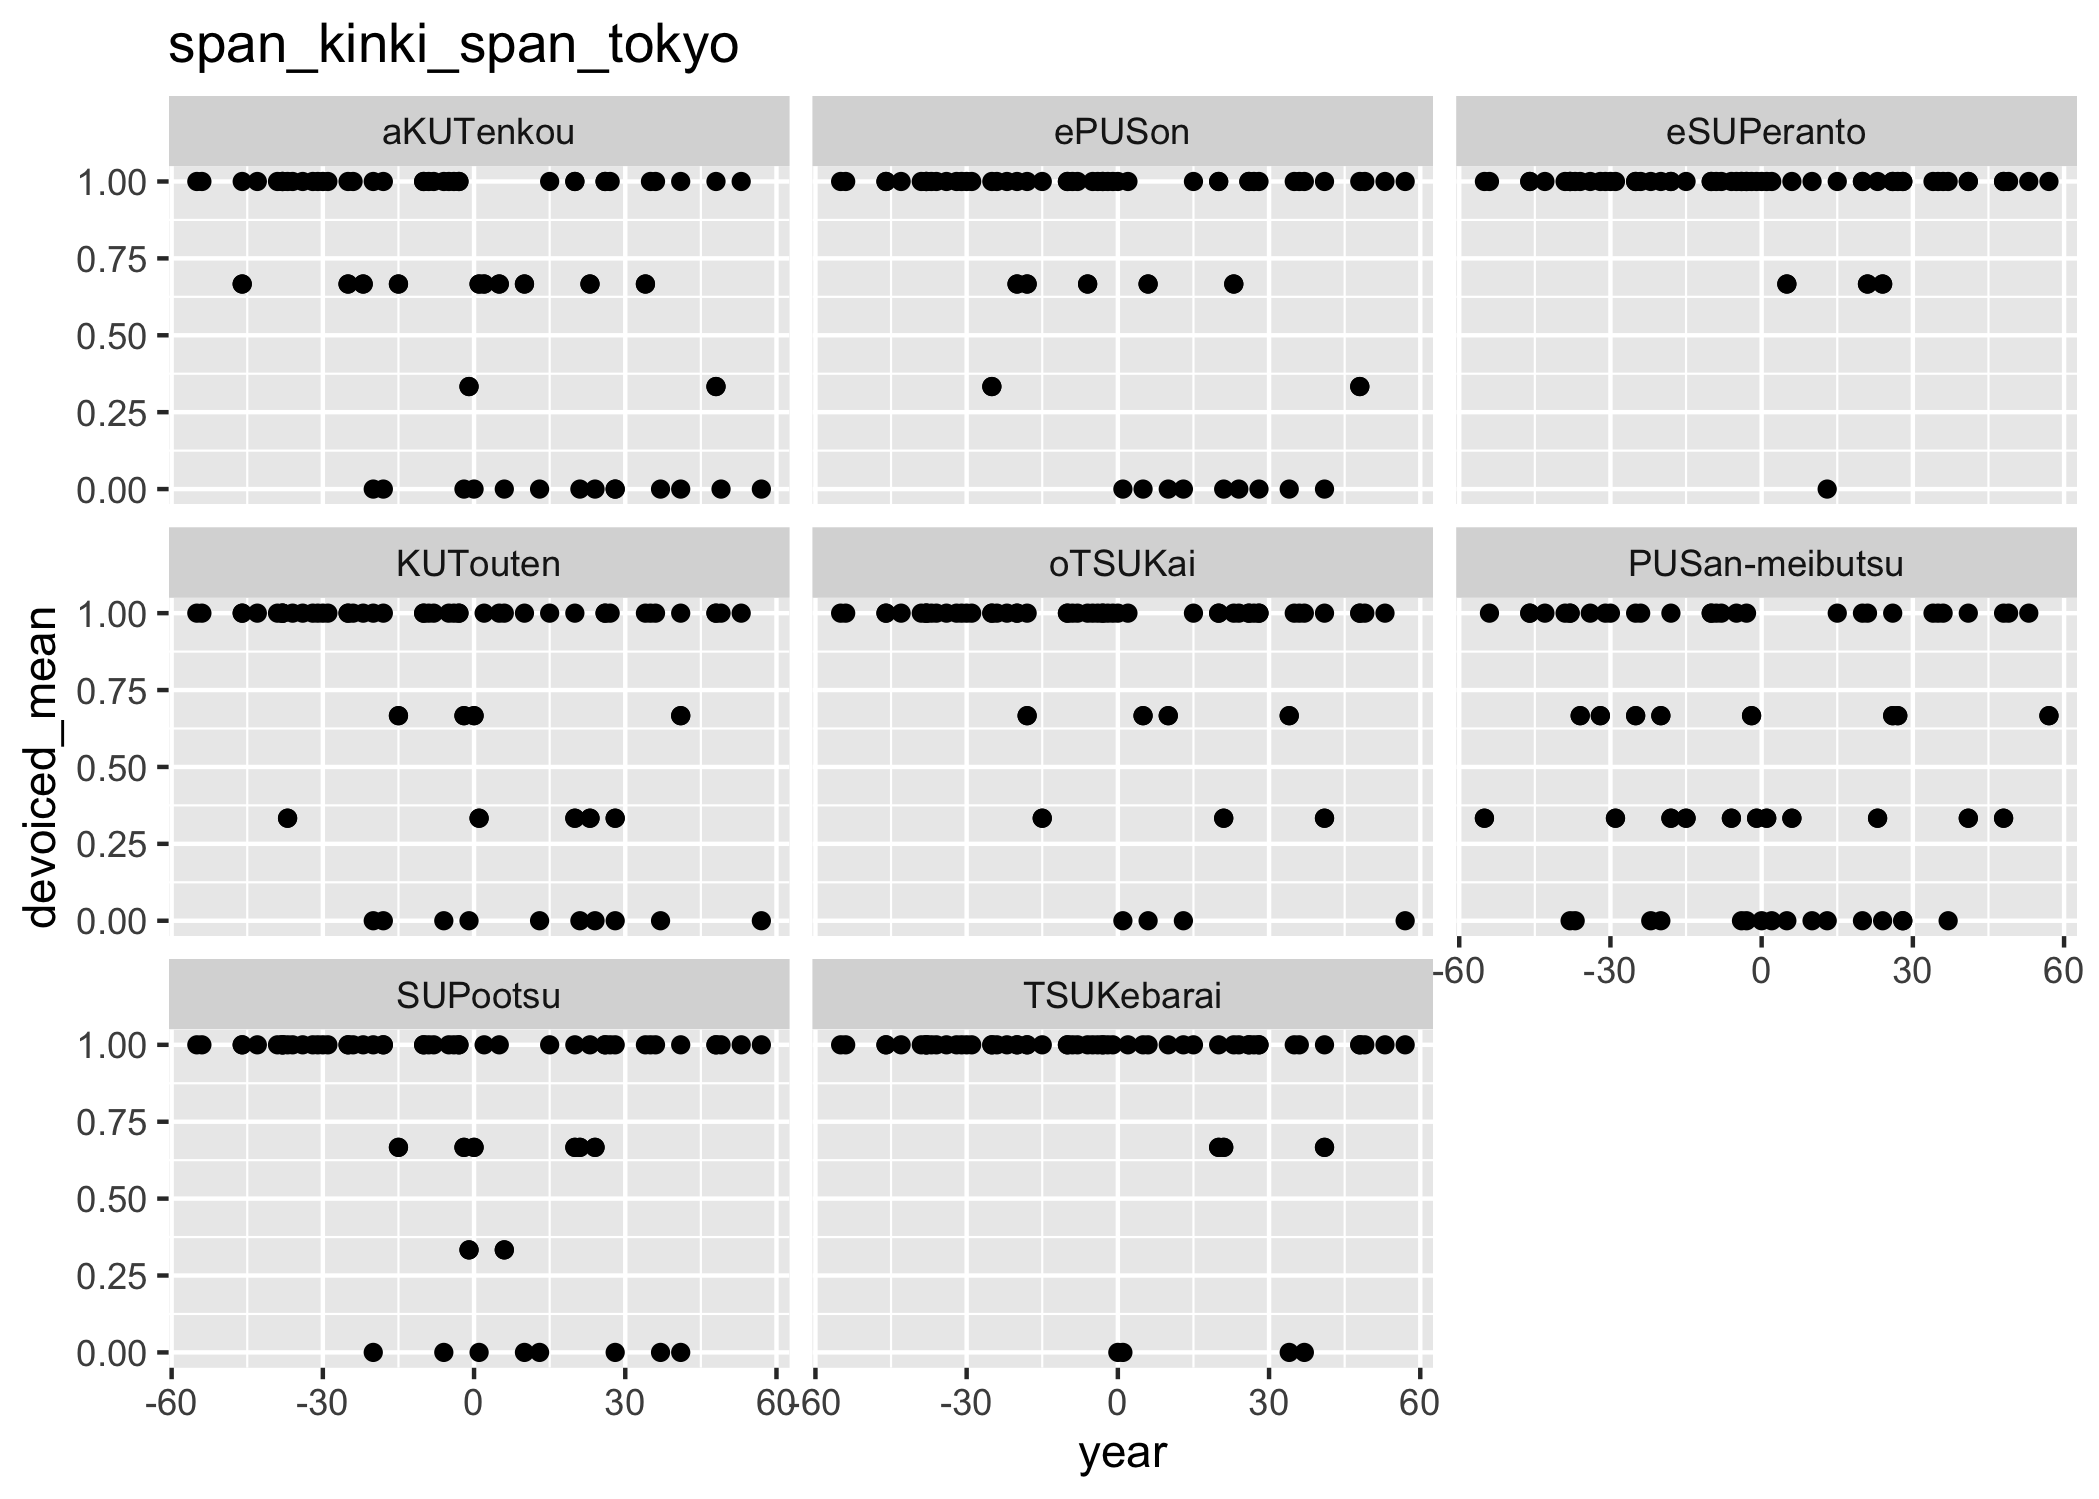 span_kinki_span_tokyo
aKUTenkou
ePUSon
eSUPeranto
1.00
0.75
0.50
0.25
0.00
KUTouten
oTSUKai
PUSan-meibutsu
1.00
0.75
0.50
0.25
0.00
-60 -30 0 30 60
SUPootsu
TSUKebarai
1.00
0.75
0.50
0.25
0.00
-60 -30 0 30 60
-60 -30 0 30 60
devoiced_mean
year